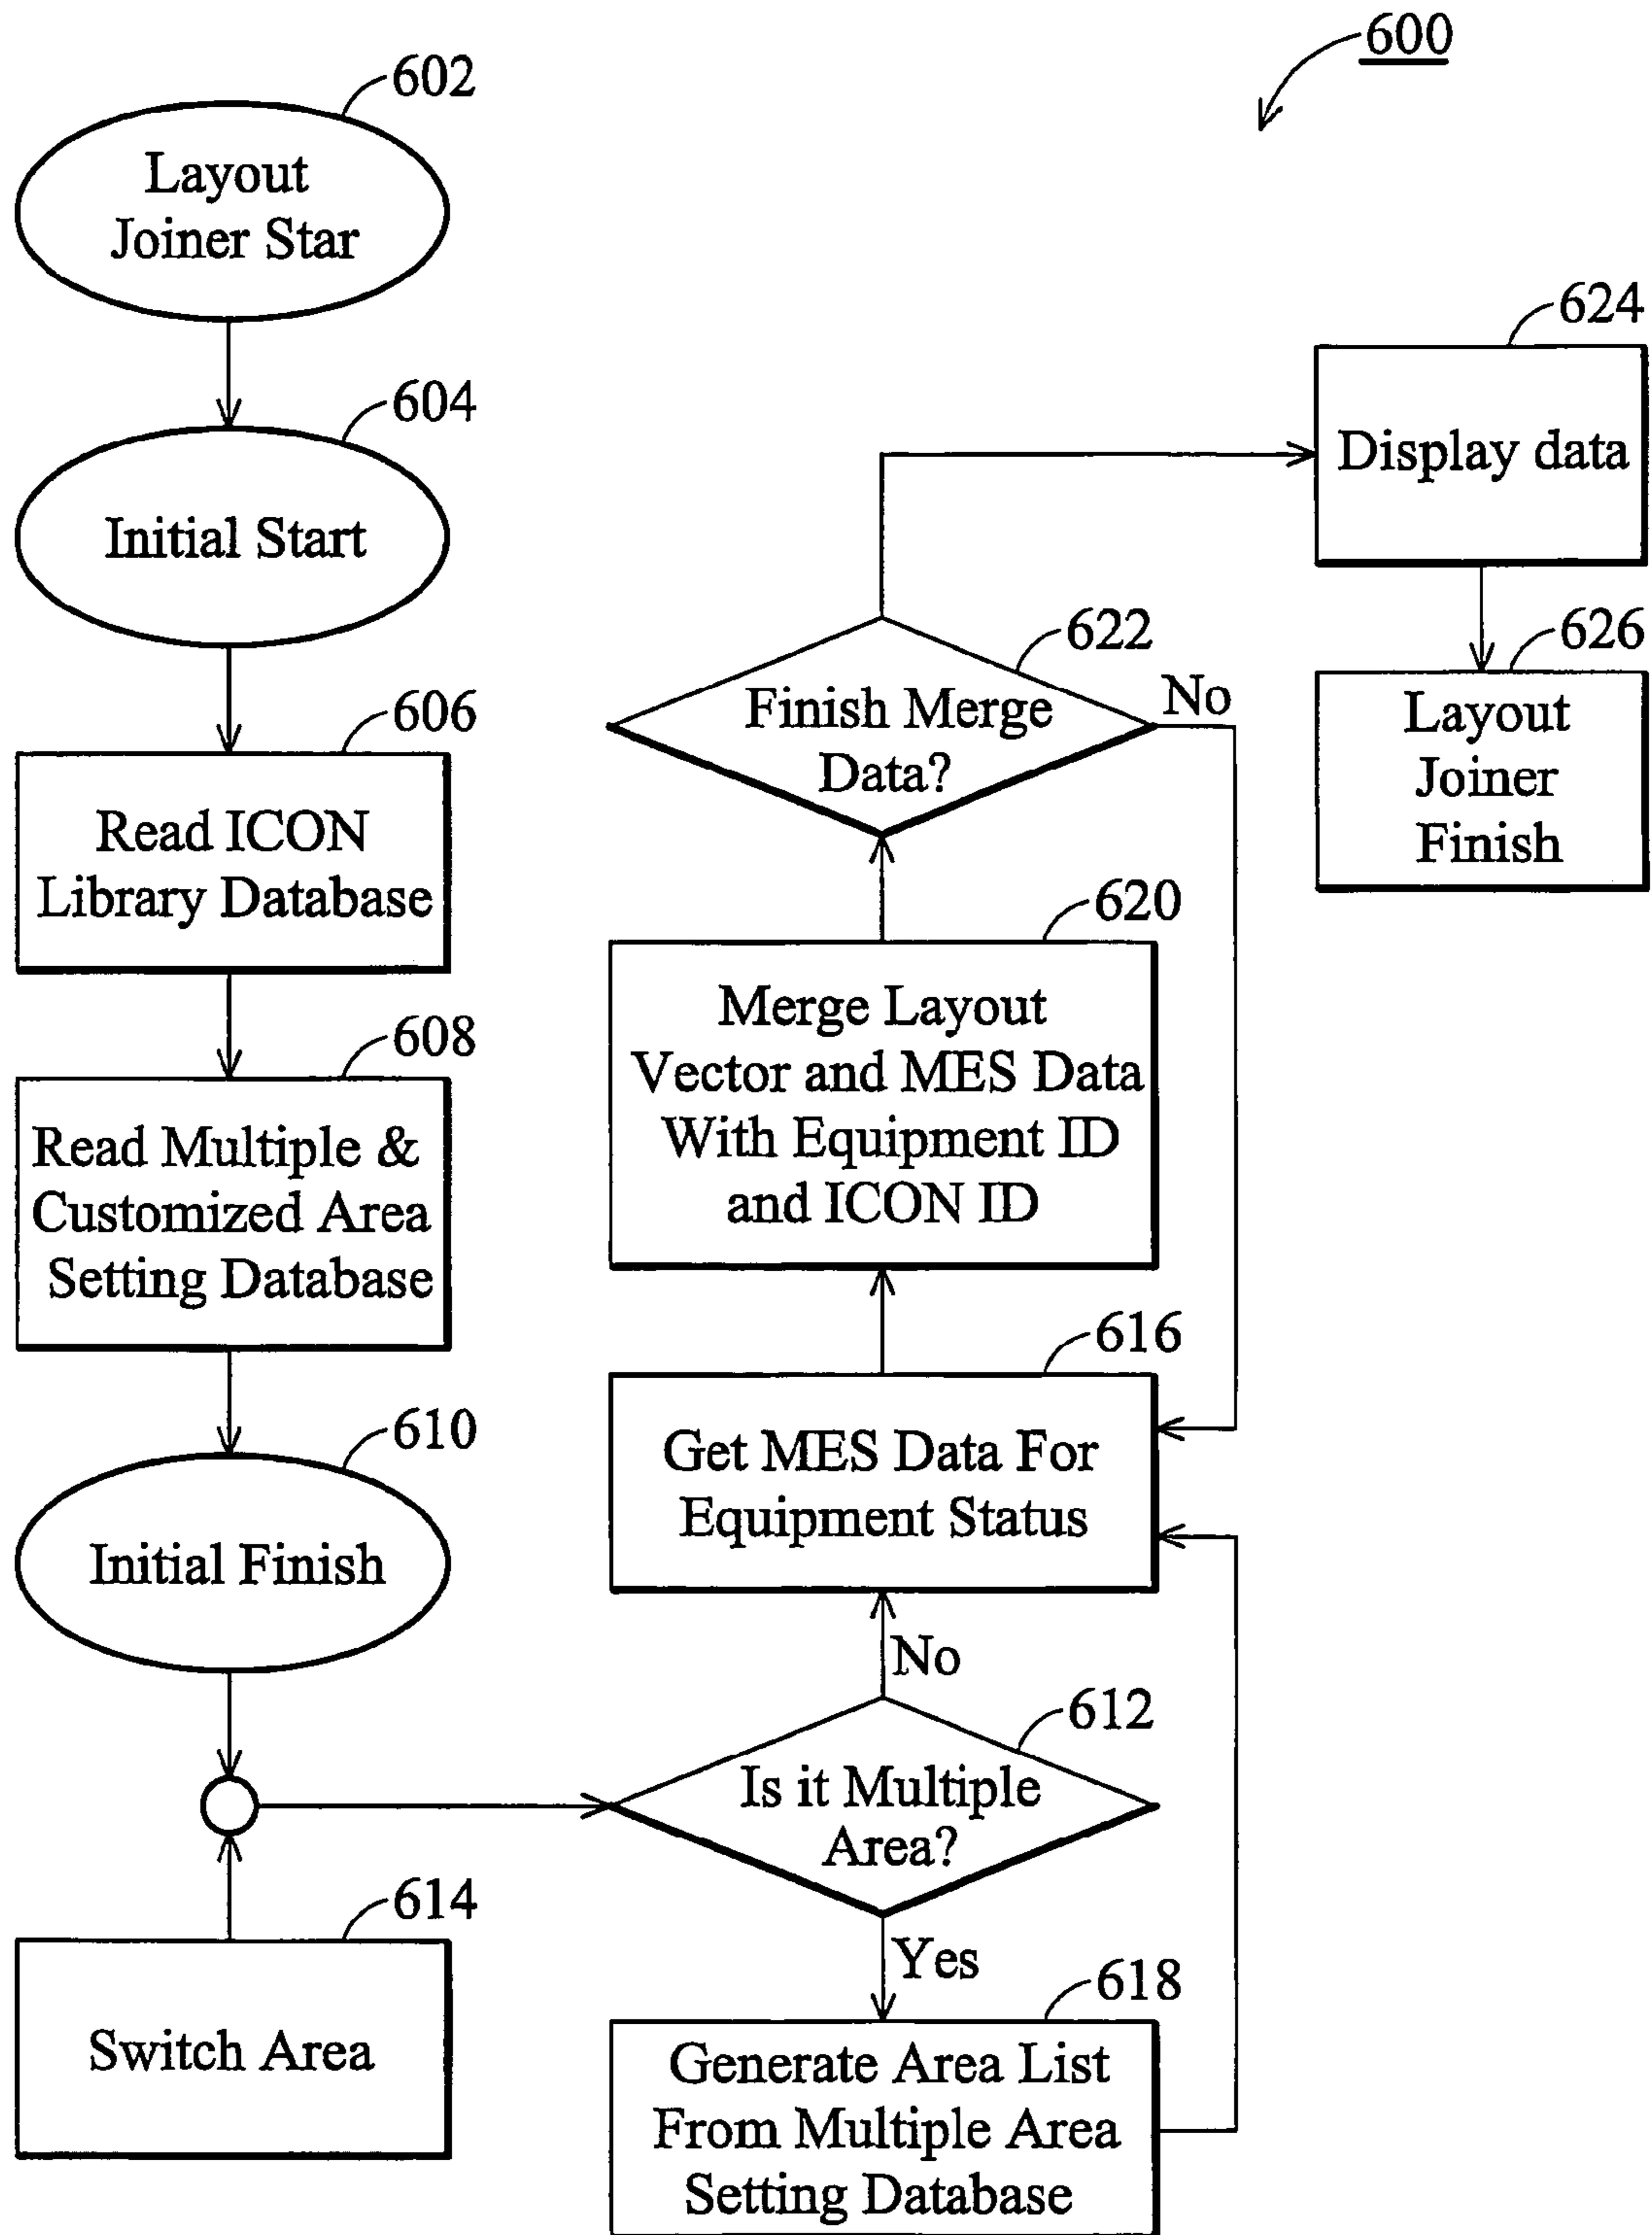 600
602
Layout
Joiner Star
604
Initial Start
606
Read ICON
Library Database
608
Read Multiple &
Customized Area
Setting Database
610
Initial Finish
614
Switch Area
612
Is it Multiple
Area?
No
Yes
618
Generate Area List
From Multiple Area
Setting Database
616
Get MES Data For
Equipment Status
620
Merge Layout
Vector and MES Data
With Equipment ID
and ICON ID
622
Finish Merge
Data?
No
624
Display data
626
Layout
Joiner
Finish